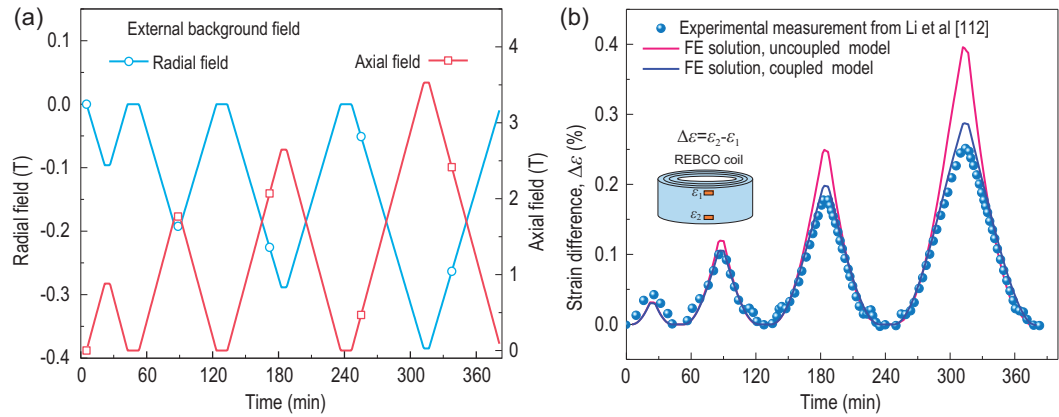 (a)
External background field
Radial field
Axial field
0.1
0.0
-0.1
-0.2
-0.3
-0.4
Radial field (T)
4
3
2
1
0
Axial field (T)
0 60 120 180 240 300 360
Time (min)
(b)
Experimental measurement from Li et al [112]
FE solution, uncoupled model
FE solution, coupled model
Δε=ε₂-ε₁
REBCO coil
ε₁
ε₂
0.4
0.3
0.2
0.1
0.0
Strain difference, Δε (%)
0 60 120 180 240 300 360
Time (min)